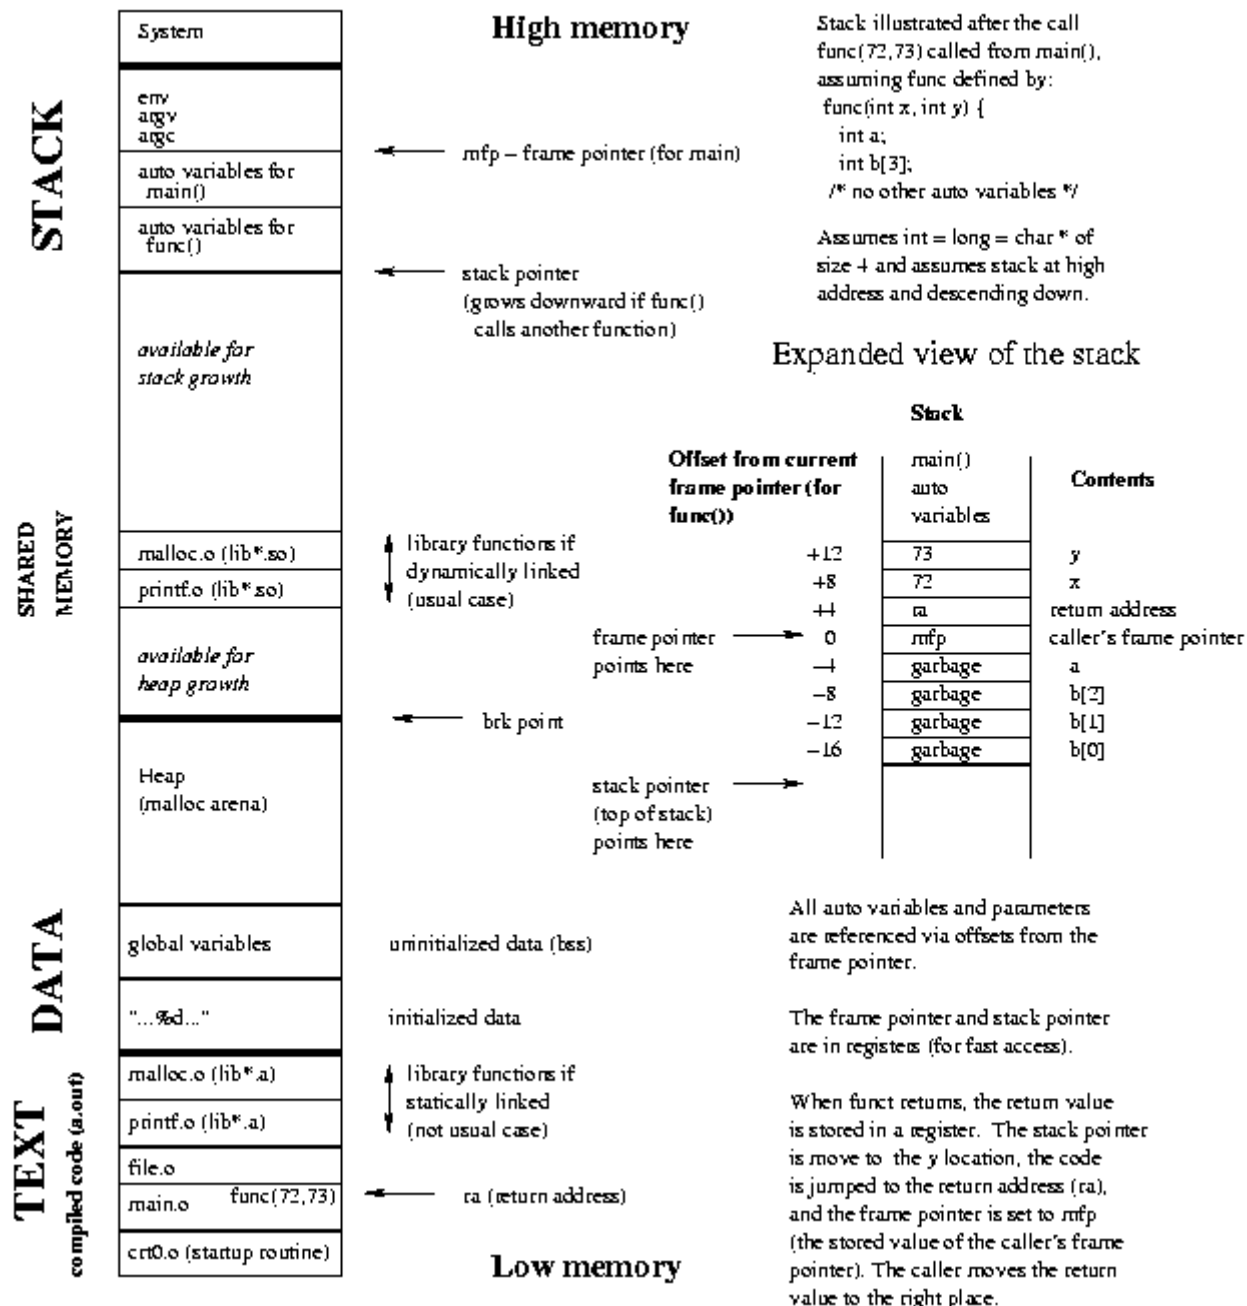 System
High memory
STACK
env
argv
argc
mfp – frame pointer (for main)
auto variables for
main()
auto variables for
func()
stack pointer
(grows downward if func()
calls another function)
available for
stack growth
SHARED
MEMORY
malloc.o (lib*.so)
printf.o (lib*.so)
library functions if
dynamically linked
(usual case)
available for
heap growth
brk point
Heap
(malloc arena)
DATA
global variables
uninitialized data (bss)
"...%d..."
initialized data
TEXT
compiled code (a.out)
malloc.o (lib*.a)
printf.o (lib*.a)
library functions if
statically linked
(not usual case)
file.o
main.o
func(72,73)
ra (return address)
crt0.o (startup routine)
Low memory
Stack illustrated after the call
func(72,73) called from main(),
assuming func defined by:
func(int x, int y) {
int a;
int b[3];
/* no other auto variables */
Assumes int = long = char * of
size 4 and assumes stack at high
address and descending down.
Expanded view of the stack
Stack
Offset from current
frame pointer (for
func())
main()
auto
variables
Contents
+12 73 y
+8 72 x
+4 ra return address
frame pointer
points here
0 mfp caller's frame pointer
−4 garbage a
−8 garbage b[2]
−12 garbage b[1]
−16 garbage b[0]
stack pointer
(top of stack)
points here
All auto variables and parameters
are referenced via offsets from the
frame pointer.
The frame pointer and stack pointer
are in registers (for fast access).
When funct returns, the return value
is stored in a register. The stack pointer
is move to the y location, the code
is jumped to the return address (ra),
and the frame pointer is set to mfp
(the stored value of the caller's frame
pointer). The caller moves the return
value to the right place.